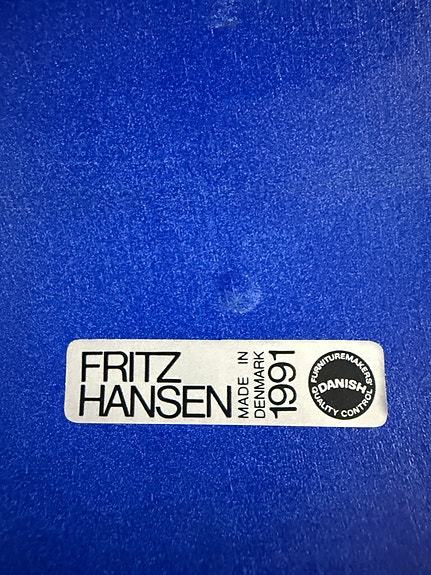 FRITZ
HANSEN
MADE IN
DENMARK
1991
FURNITUREMAKERS'
DANISH
QUALITY CONTROL